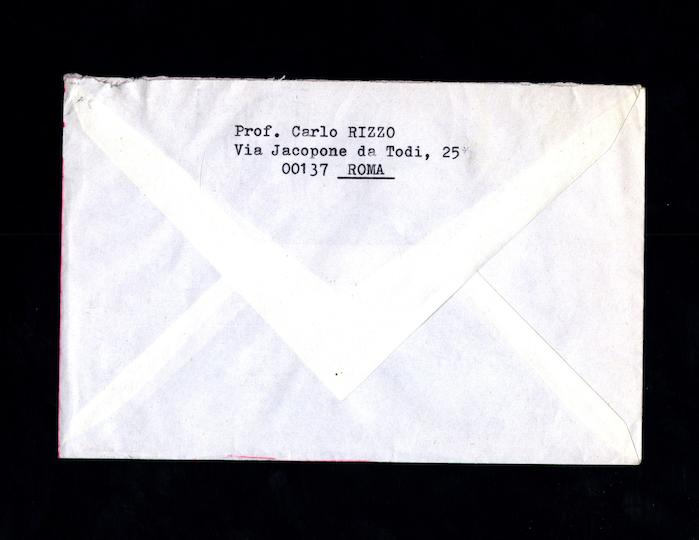 Prof. Carlo RIZZO
Via Jacopone da Todi, 25
00137 ROMA